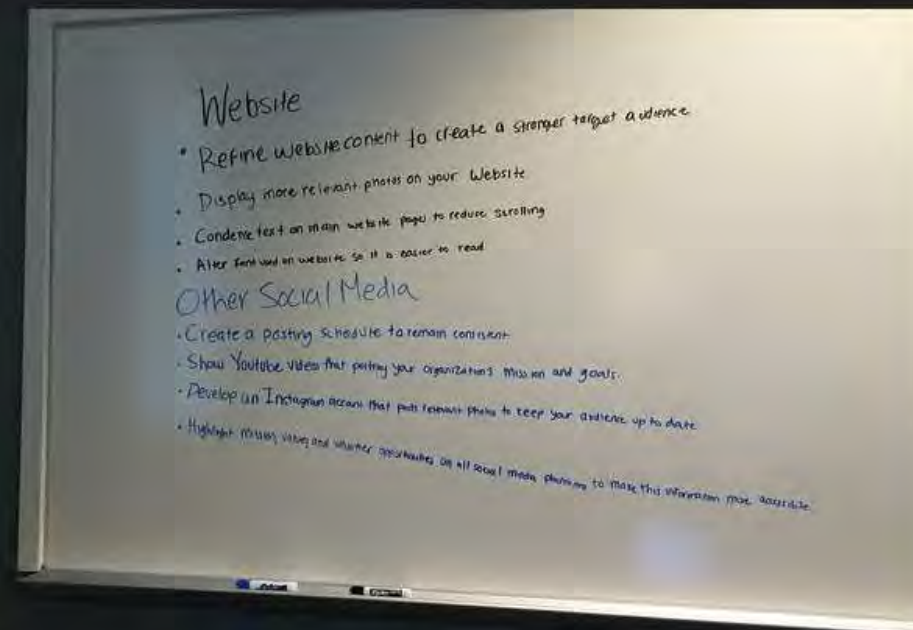 Website
• Refine website content to create a stronger target audience
• Display more relevant photos on your website
• Condense text on main website pages to reduce scrolling
• Alter font used on website so it is easier to read
Other Social Media
• Create a posting schedule to remain consistent
• Show Youtube videos that portray your organizations mission and goals.
• Develop an Instagram account that posts relevant photos to keep your audience up to date
• Highlight mission, values and volunteer opportunities on all social media platforms to make this information more accessible